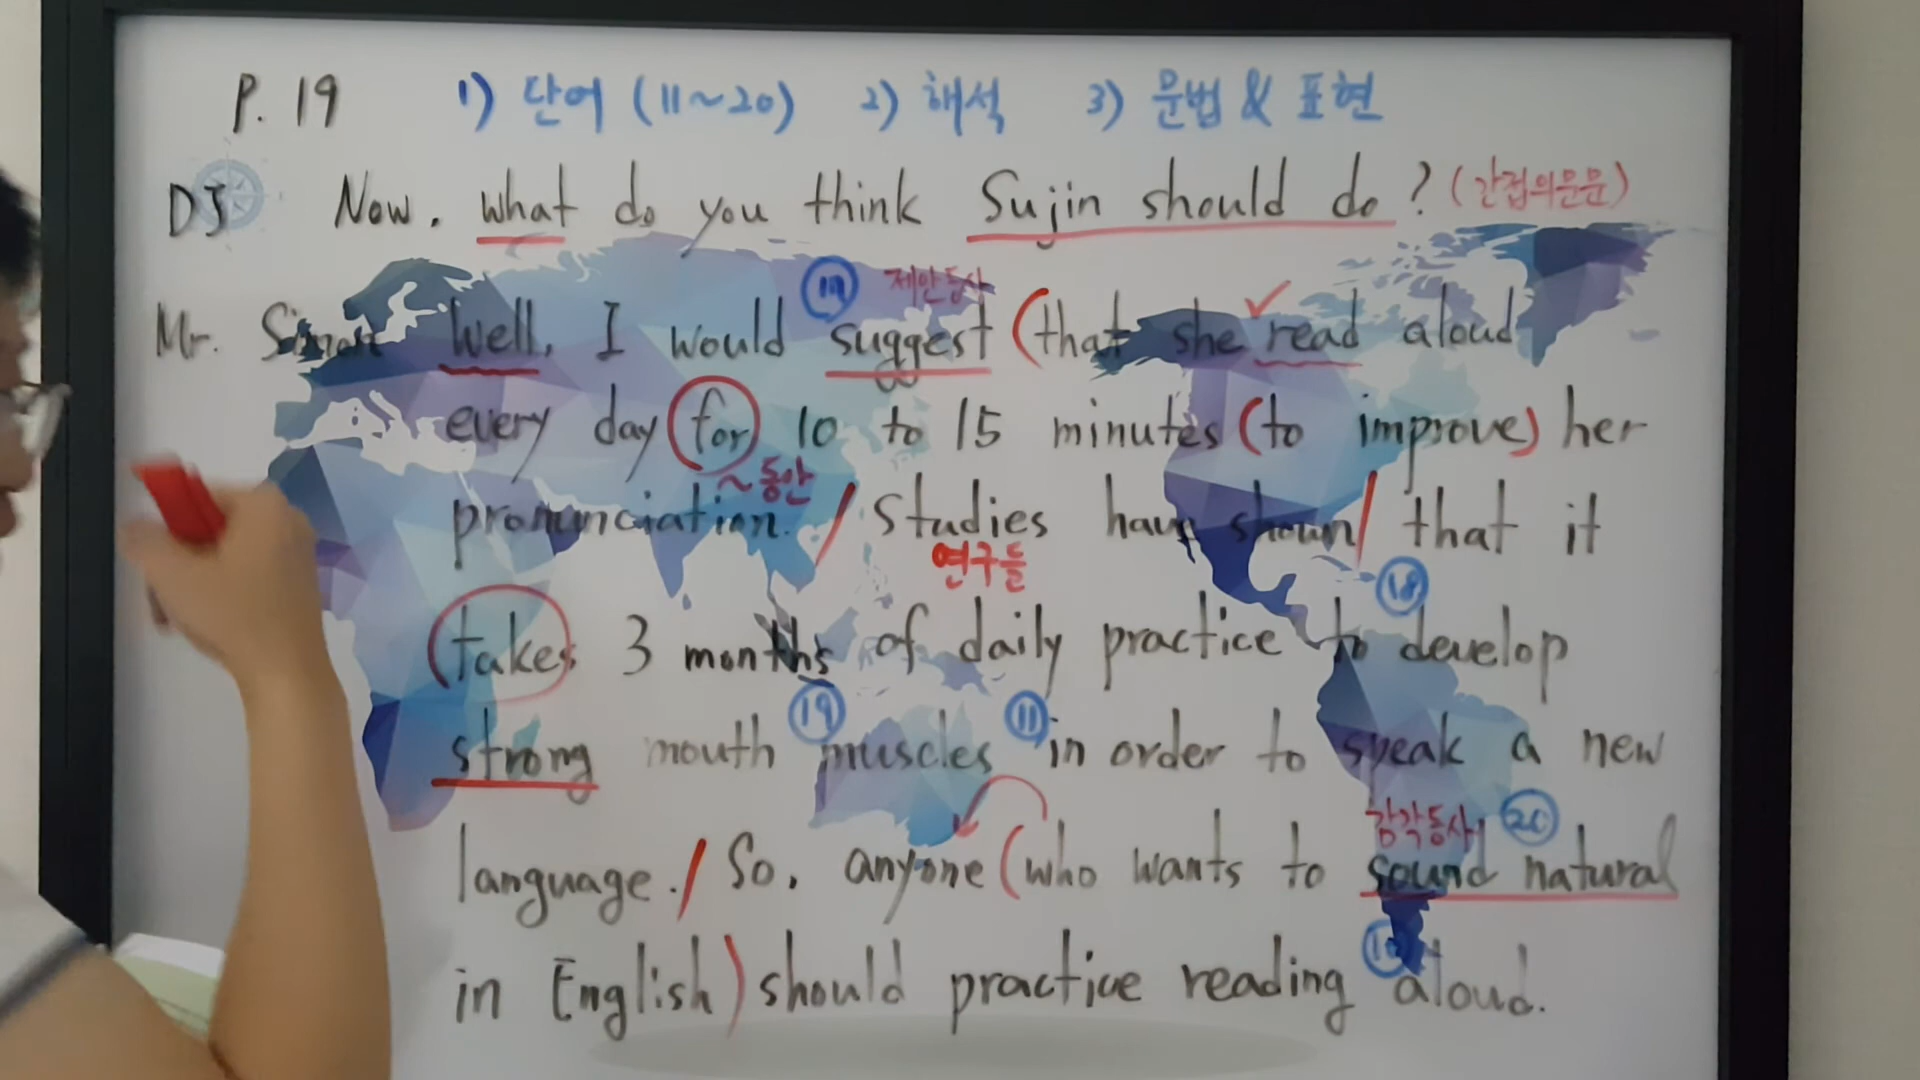 P. 19 1) 단어 (11~20) 2) 해석 3) 문법 & 표현
DJ Now, what do you think Sujin should do? (간접의문문)
제안동사
Mr. Simon Well, I would suggest (that she read aloud
every day (for) 10 to 15 minutes (to improve) her
~동안
pronunciation. / Studies have shown / that it
연구들 18
takes 3 months of daily practice to develop
19 11
strong mouth muscles in order to speak a new
감각동사 20
language. / So, anyone (who wants to sound natural
in English) should practice reading aloud.